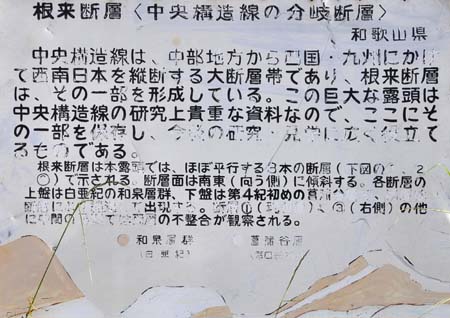 根来断層〈中央構造線の分岐断層〉
和歌山県
中央構造線は、中部地方から四国・九州にかけ
て西南日本を縦断する大断層帯であり、根来断層
は、その一部を形成している。この巨大な露頭は
中央構造線の研究上貴重な資料なので、ここにそ
の一部を保存し、今後の研究・見学に広く役立て
るものである。
根来断層は本露頭では、ほぼ平行する3本の断層(下図の
で示される。断層面は南東(向う側)に傾斜する。各断層の
上盤は白亜紀の和泉層群、下盤は第4紀初めの菖蒲谷
出現する。断層 (右側)の他
の不整合が観察される。
和泉層群 菖蒲谷層
(白亜紀)